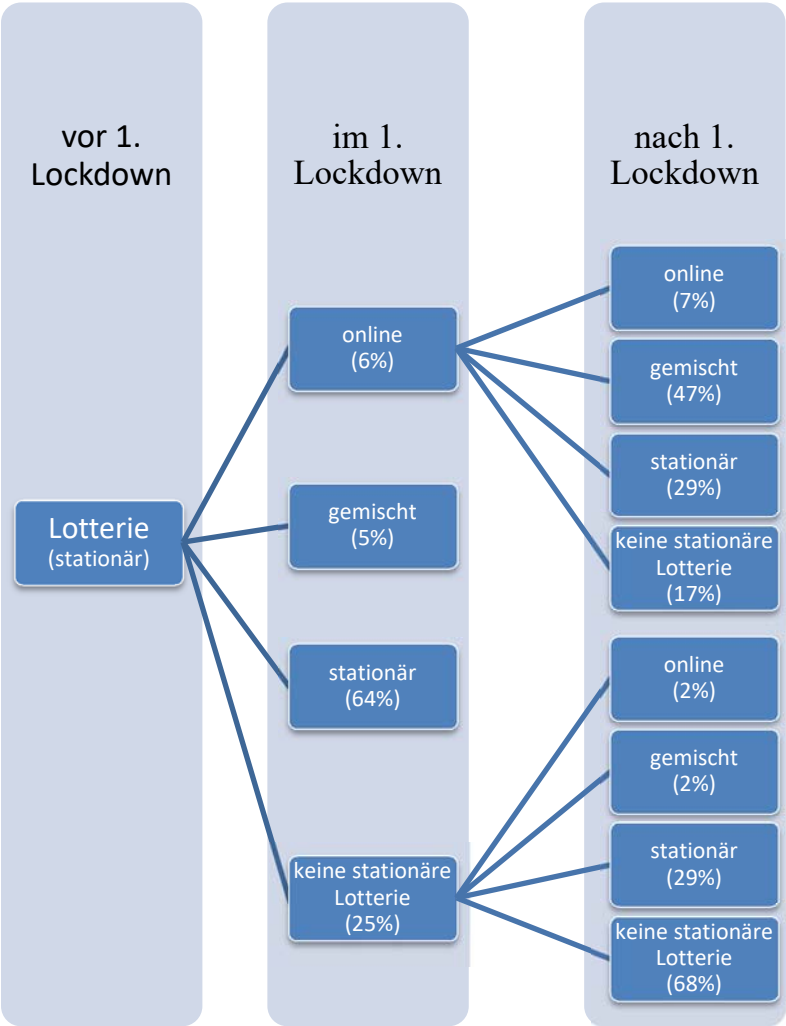 vor 1.
Lockdown
Lotterie
(stationär)
im 1.
Lockdown
online
(6%)
gemischt
(5%)
stationär
(64%)
keine stationäre
Lotterie
(25%)
nach 1.
Lockdown
online
(7%)
gemischt
(47%)
stationär
(29%)
keine stationäre
Lotterie
(17%)
online
(2%)
gemischt
(2%)
stationär
(29%)
keine stationäre
Lotterie
(68%)